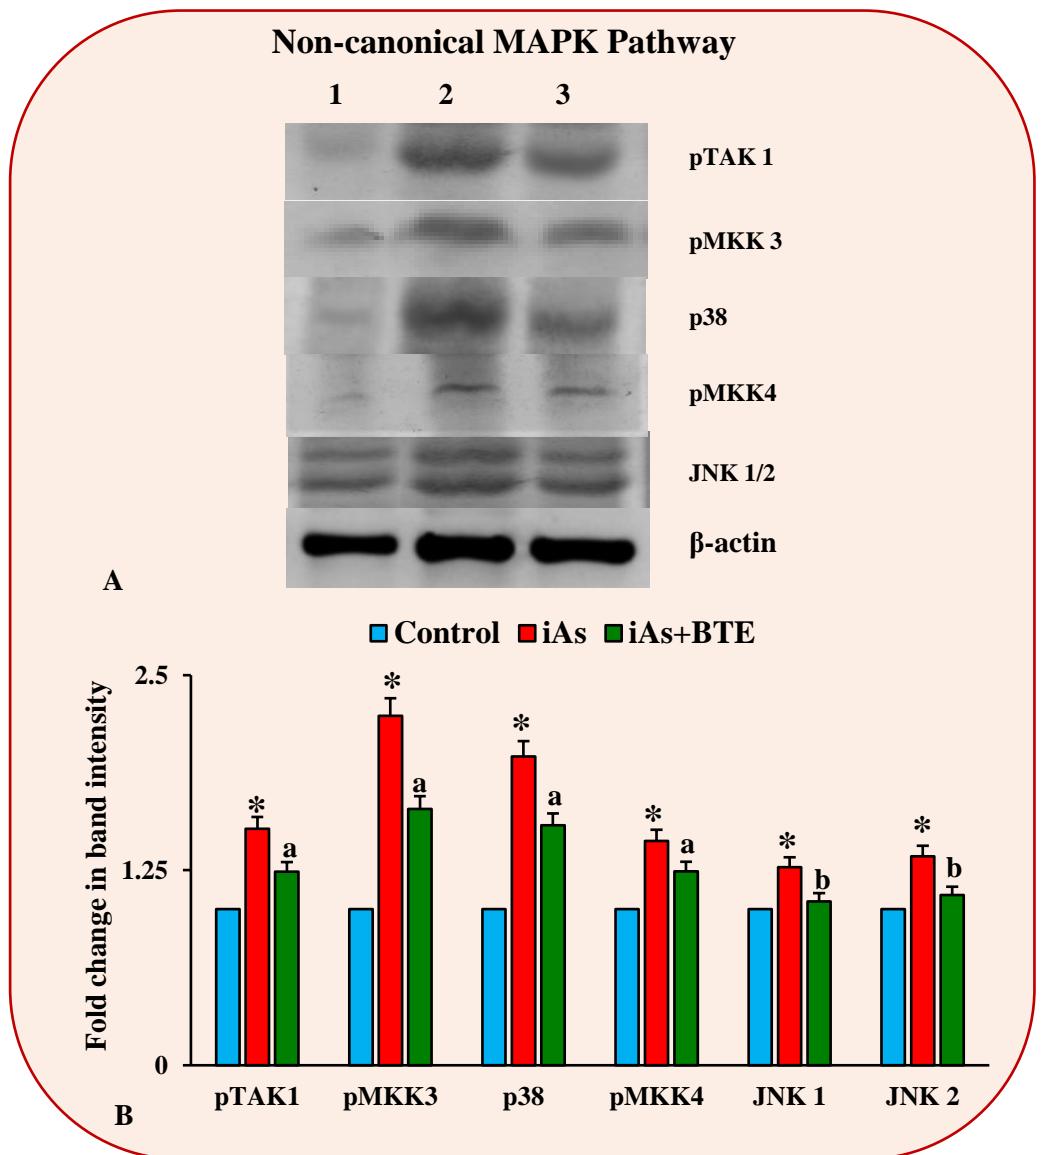 Non-canonical MAPK Pathway
1 2 3
pTAK 1
pMKK 3
p38
pMKK4
JNK 1/2
β-actin
A
Control iAs iAs+BTE
Fold change in band intensity
2.5
1.25
0
* a
* a
* a
* a
* b
* b
pTAK1 pMKK3 p38 pMKK4 JNK 1 JNK 2
B